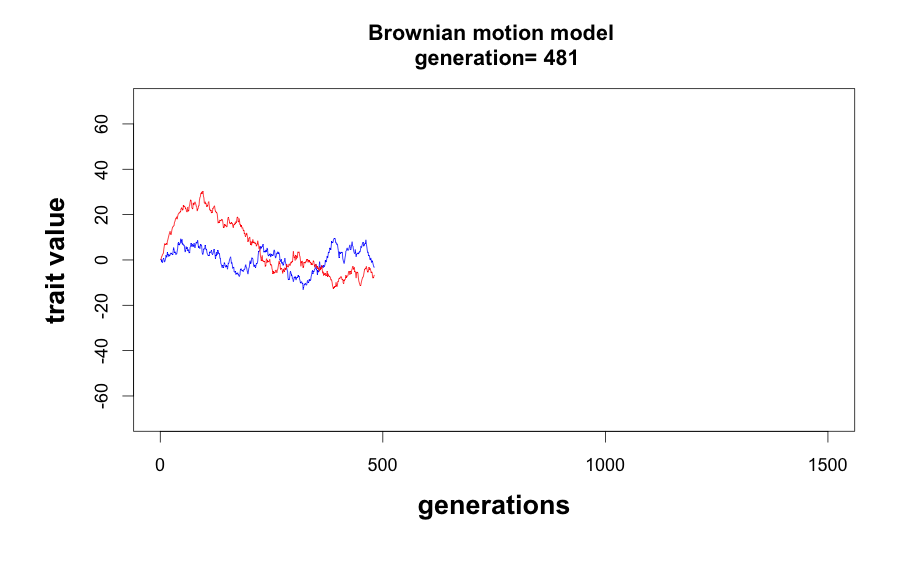 Brownian motion model
generation= 481
trait value
60
40
20
0
-20
-40
-60
0 500 1000 1500
generations